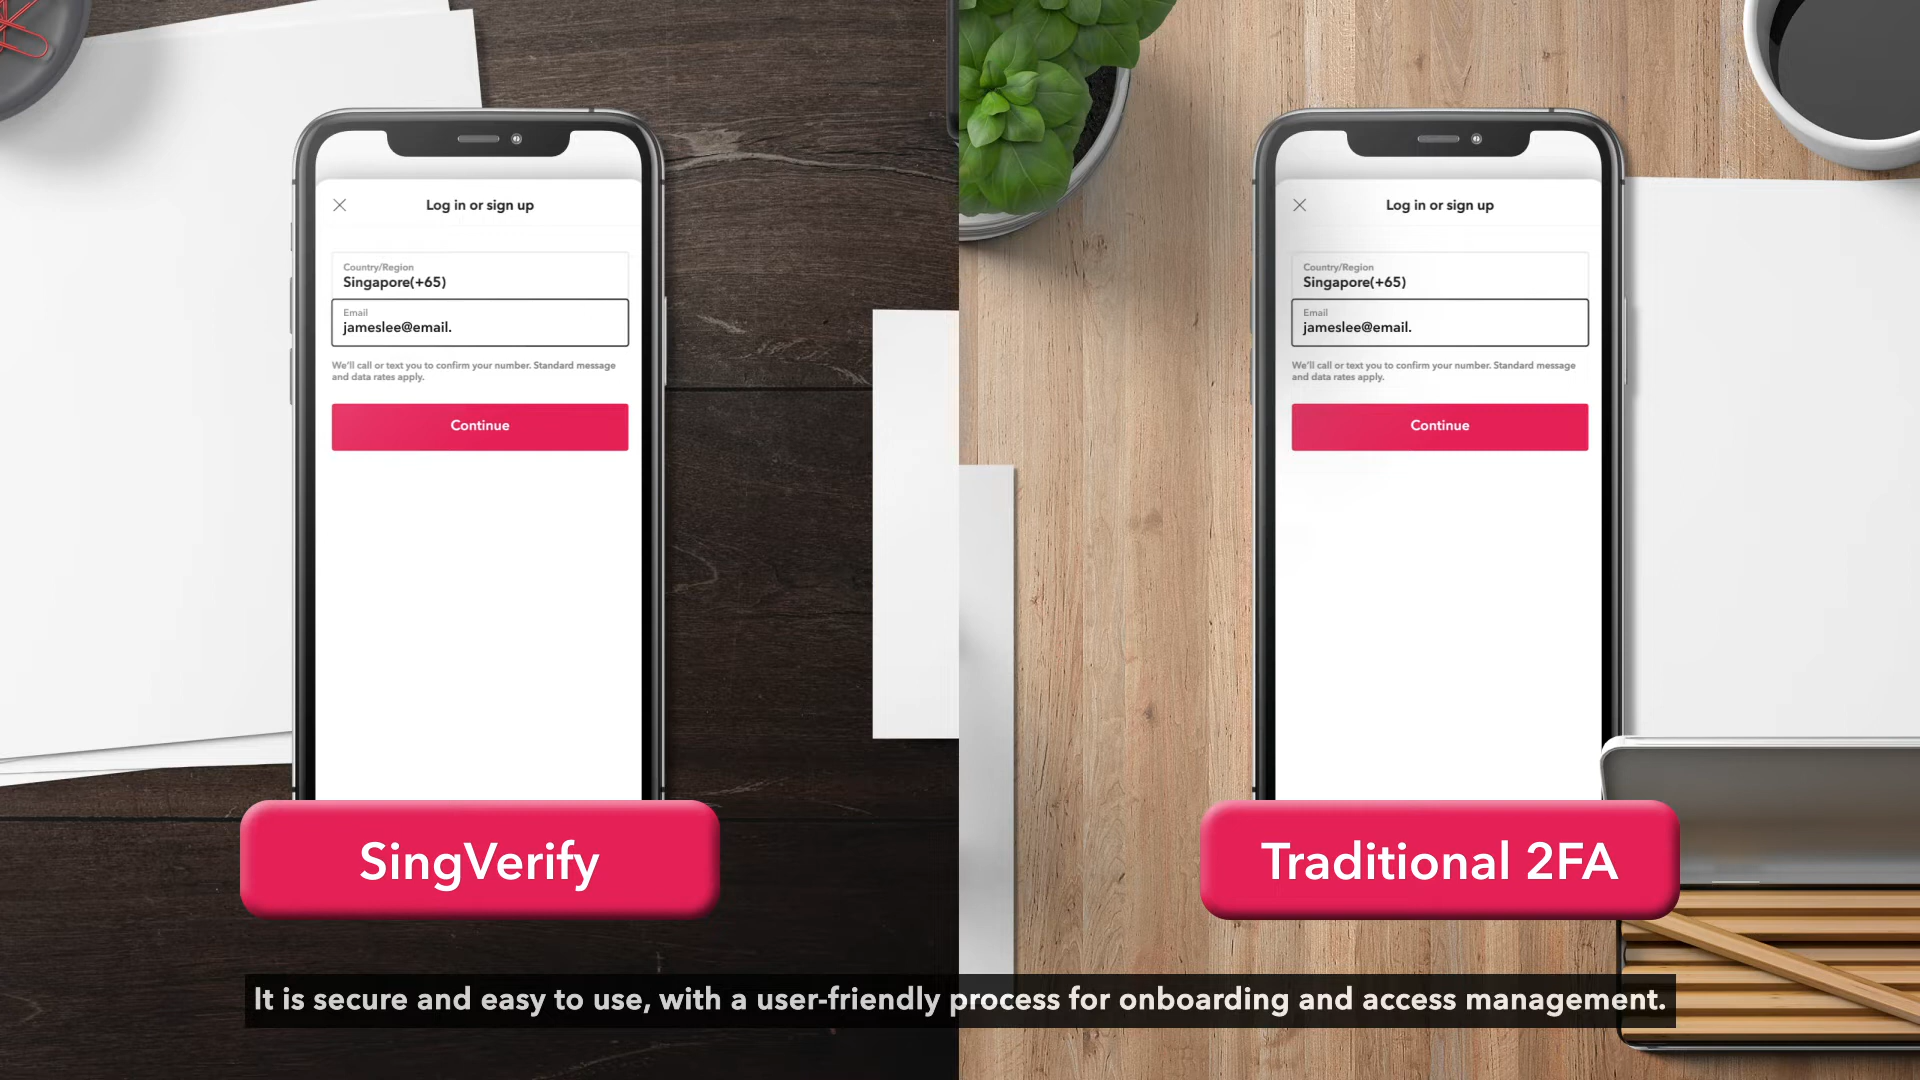 Log in or sign up
Country/Region
Singapore(+65)
Email
jameslee@email.
We'll call or text you to confirm your number. Standard message
and data rates apply.
Continue
SingVerify
Log in or sign up
Country/Region
Singapore(+65)
Email
jameslee@email.
We'll call or text you to confirm your number. Standard message
and data rates apply.
Continue
Traditional 2FA
It is secure and easy to use, with a user-friendly process for onboarding and access management.